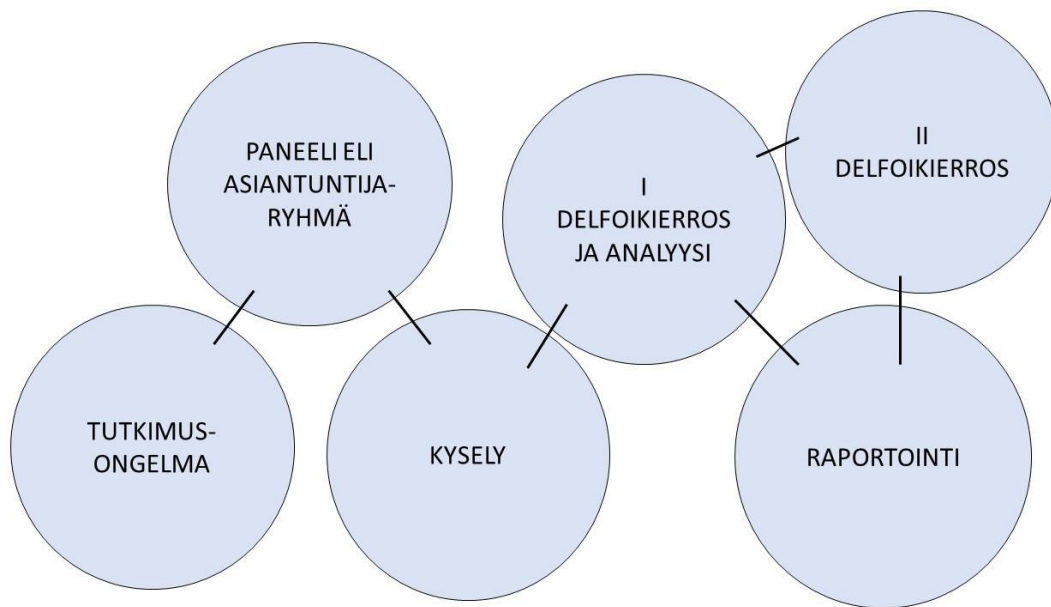 PANEELI ELI
ASIANTUNTIJA-
RYHMÄ
TUTKIMUS-
ONGELMA
KYSELY
I
DELFOIKIERROS
JA ANALYYSI
II
DELFOIKIERROS
RAPORTOINTI